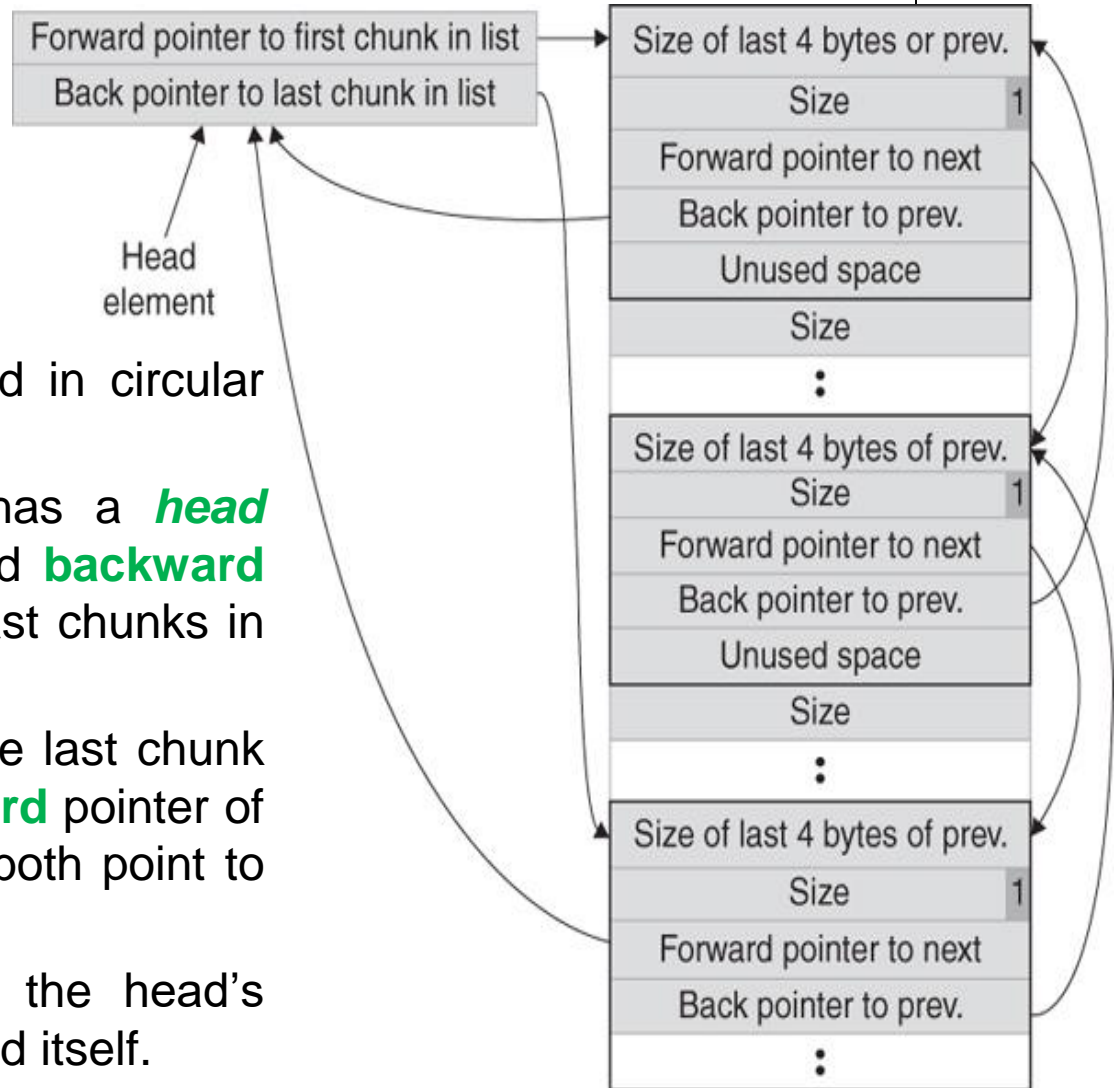 Forward pointer to first chunk in list
Back pointer to last chunk in list
Head
element
d in circular
has a head
d backward
ast chunks in
e last chunk
rd pointer of
both point to
the head’s
d itself.
Size of last 4 bytes or prev.
Size 1
Forward pointer to next
Back pointer to prev.
Unused space
Size
Size of last 4 bytes of prev.
Size 1
Forward pointer to next
Back pointer to prev.
Unused space
Size
Size of last 4 bytes of prev.
Size 1
Forward pointer to next
Back pointer to prev.